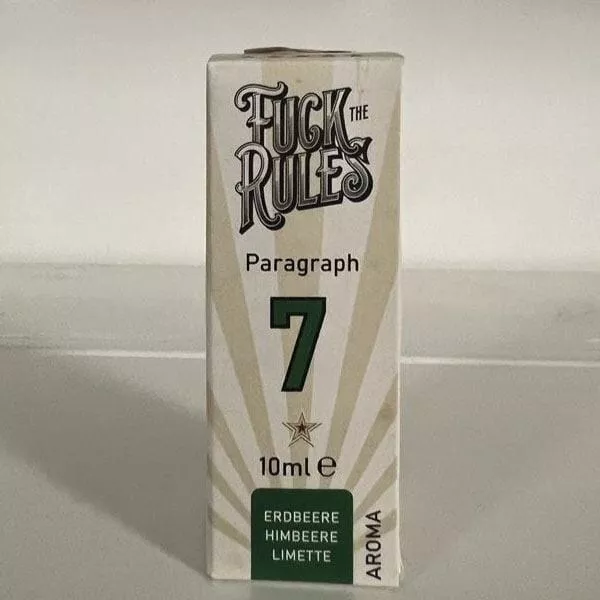 FUCK THE
RULES
Paragraph
7
10ml ℮
ERDBEERE
HIMBEERE
LIMETTE
AROMA